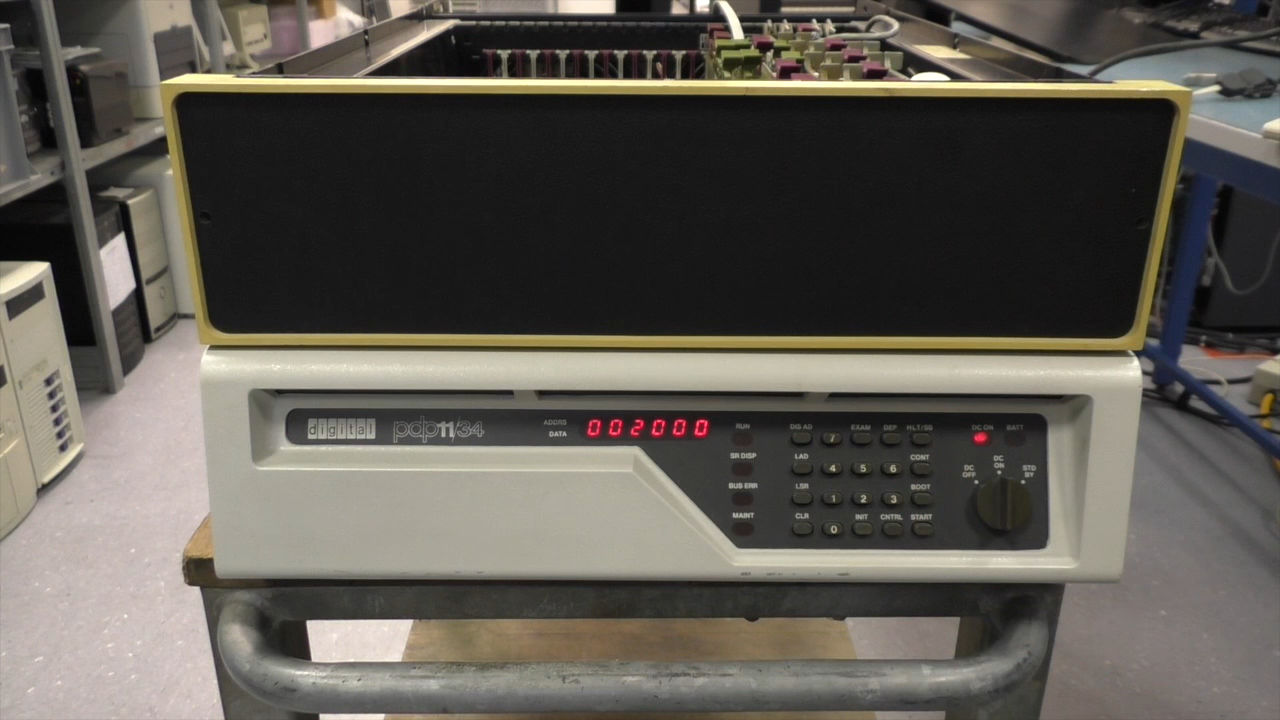 digital pdp11/34
ADDRS
DATA
002000
RUN
SR DISP
BUS ERR
MAINT
DIS AD 7 EXAM DEP HLT/SS
LAD 4 5 6 CONT
LSR 1 2 3 BOOT
CLR 0 INIT CNTRL START
DC ON BATT
DC OFF
DC ON
STD BY